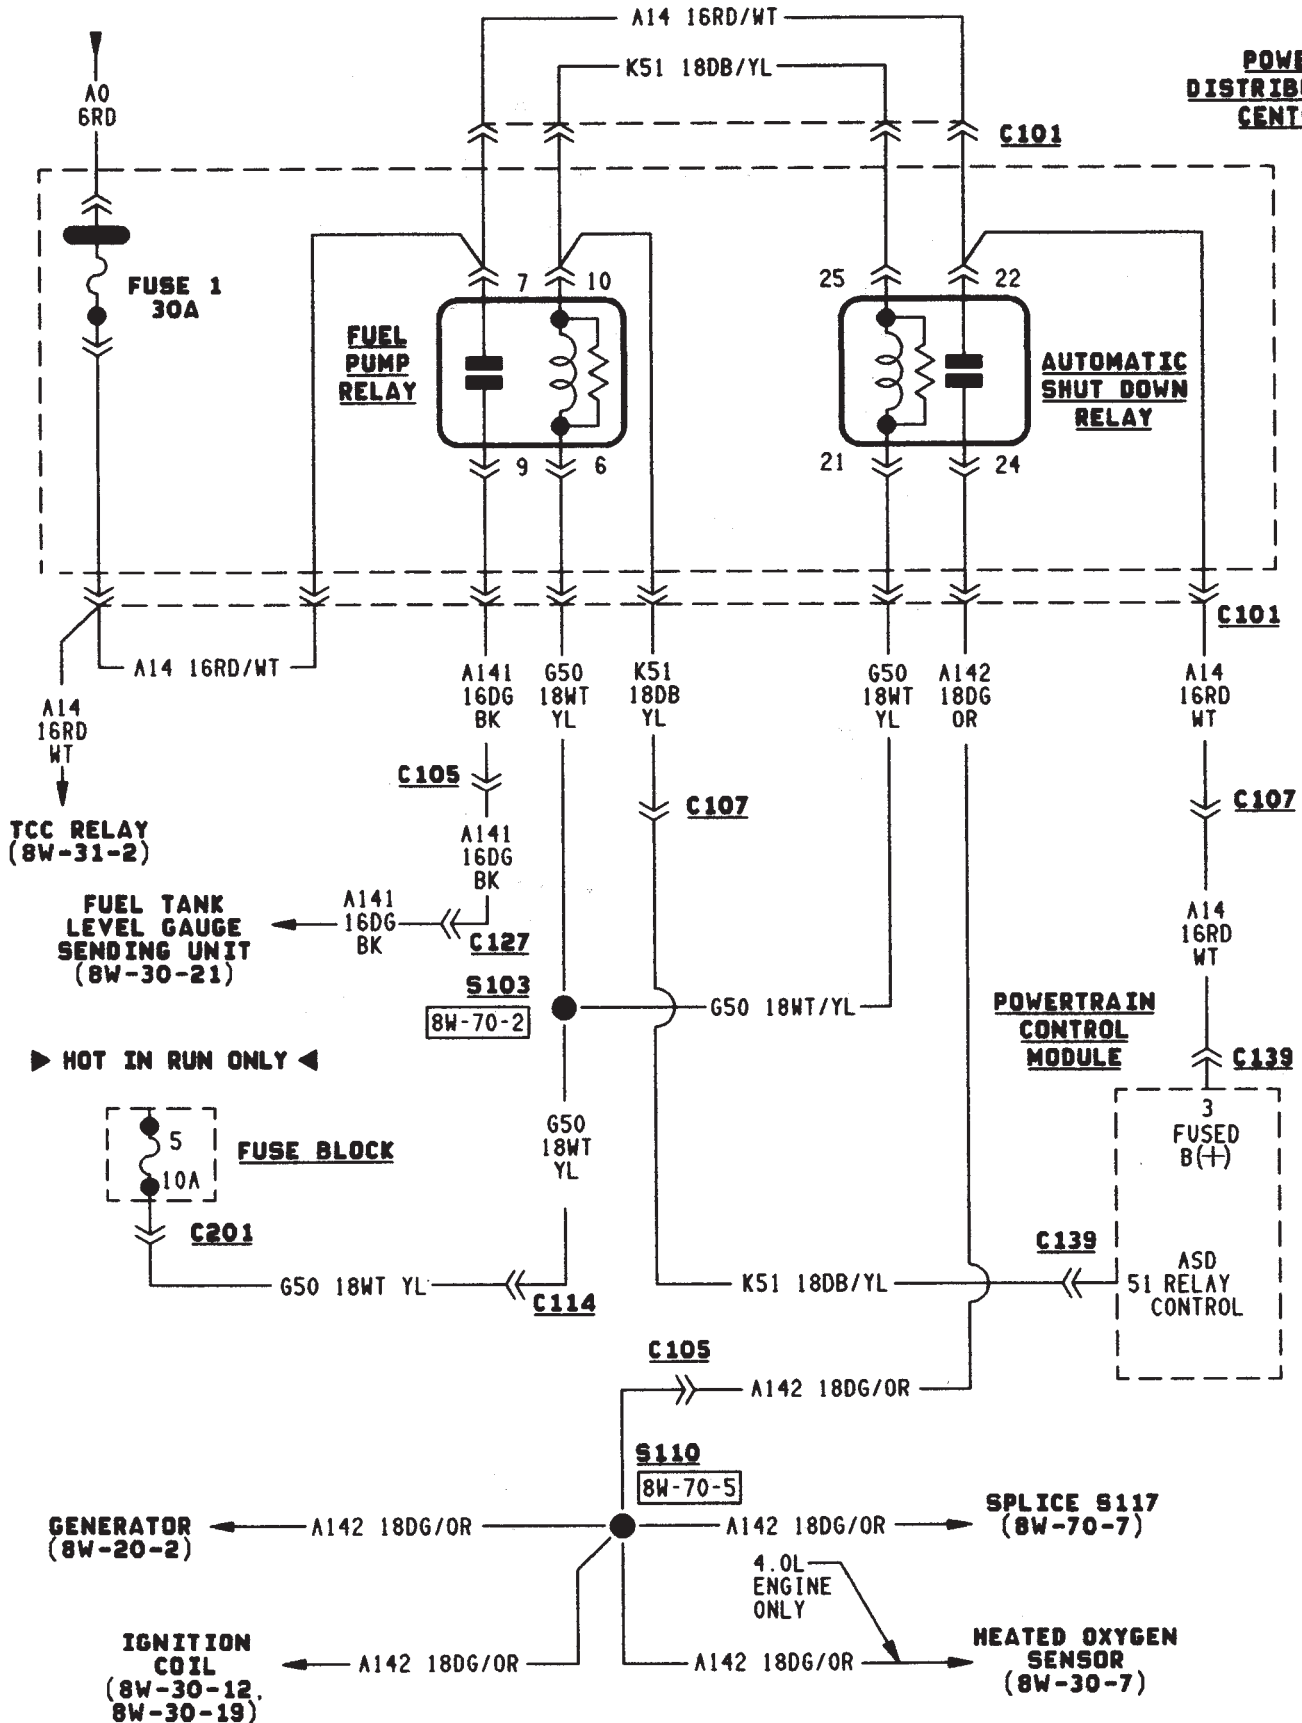 A14 16RD/WT
K51 18DB/YL
A0
6RD
C101
FUSE 1
30A
FUEL
PUMP
RELAY
7
10
9
6
25
22
21
24
AUTOMATIC
SHUT DOWN
RELAY
C101
A14 16RD/WT
A14
16RD
WT
TCC RELAY
(8W-31-2)
A141
16DG
BK
G50
18WT
YL
K51
18DB
YL
G50
18WT
YL
A142
18DG
OR
A14
16RD
WT
C105
C107
C107
A141
16DG
BK
A141
16DG
BK
C127
FUEL TANK
LEVEL GAUGE
SENDING UNIT
(8W-30-21)
S103
8W-70-2
G50 18WT/YL
A14
16RD
WT
POWERTRAIN
CONTROL
MODULE
C139
3
FUSED
B(+)
HOT IN RUN ONLY
5
10A
FUSE BLOCK
C201
G50
18WT
YL
G50 18WT YL
C114
K51 18DB/YL
C139
ASD
51 RELAY
CONTROL
C105
A142 18DG/OR
S110
8W-70-5
GENERATOR
(8W-20-2)
A142 18DG/OR
A142 18DG/OR
SPLICE S117
(8W-70-7)
4.0L
ENGINE
ONLY
IGNITION
COIL
(8W-30-12,
8W-30-19)
A142 18DG/OR
A142 18DG/OR
HEATED OXYGEN
SENSOR
(8W-30-7)